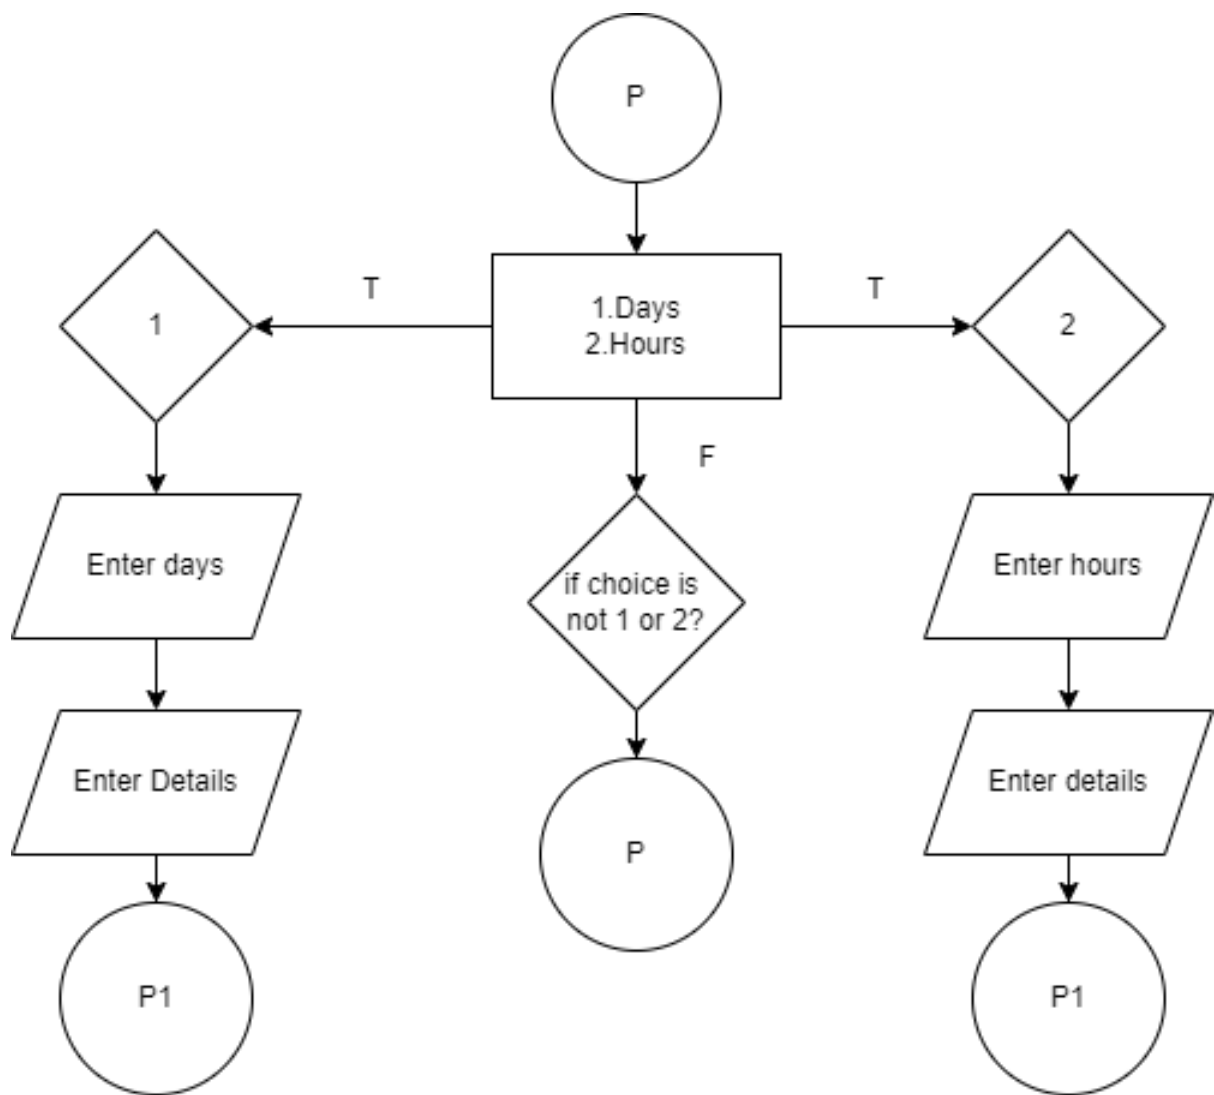 P
T
T
1
1.Days
2.Hours
2
F
Enter days
if choice is
not 1 or 2?
Enter hours
Enter Details
P
Enter details
P1
P1